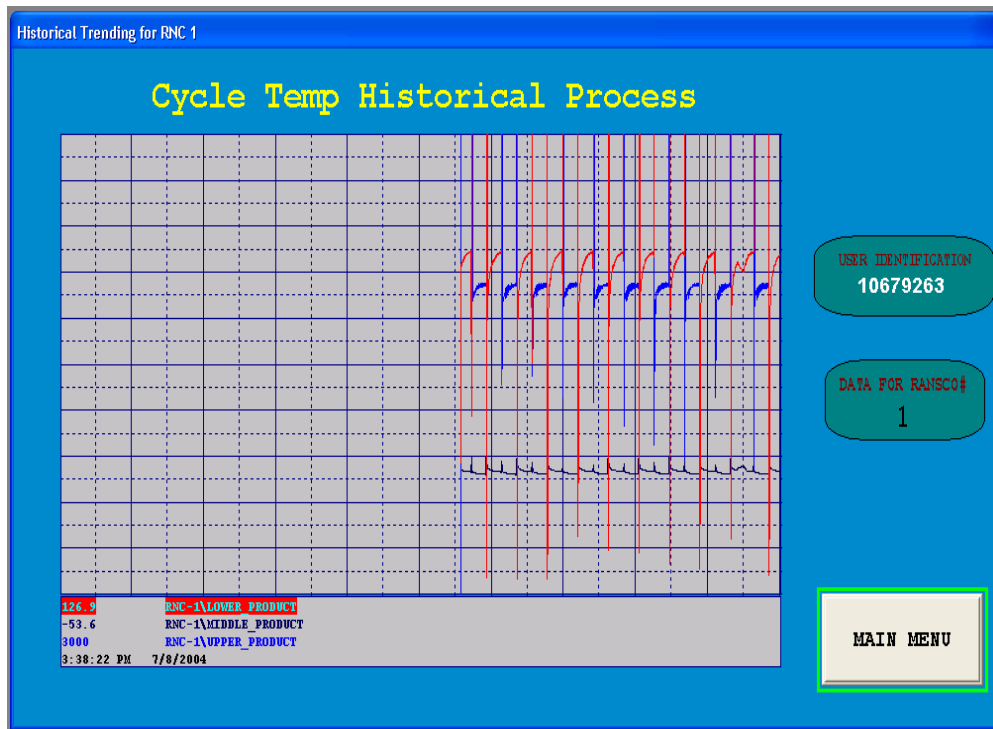 Historical Trending for RNC 1
Cycle Temp Historical Process
USER IDENTIFICATION
10679263
DATA FOR RANSCO#
1
126.9 RNC-1\LOWER_PRODUCT
-53.6 RNC-1\MIDDLE_PRODUCT
3000 RNC-1\UPPER_PRODUCT
3:38:22 PM 7/8/2004
MAIN MENU